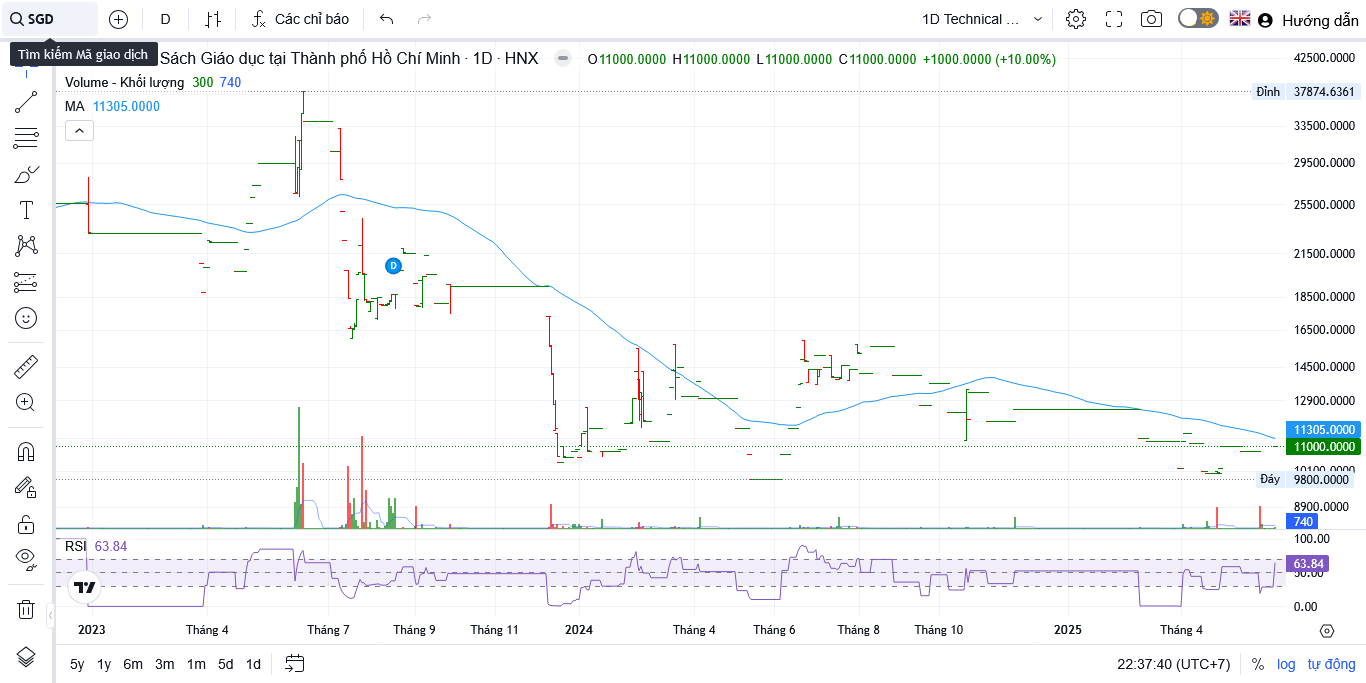 SGD
D
Các chỉ báo
1D Technical ...
Hướng dẫn
Tìm kiếm Mã giao dịch
Sách Giáo dục tại Thành phố Hồ Chí Minh · 1D · HNX
O11000.0000 H11000.0000 L11000.0000 C11000.0000 +1000.0000 (+10.00%)
Volume - Khối lượng 300 740
MA 11305.0000
42500.0000
Đỉnh 37874.6361
33500.0000
29500.0000
25500.0000
21500.0000
18500.0000
16500.0000
14500.0000
12900.0000
11305.0000
11000.0000
10100.0000
Đáy 9800.0000
8900.0000
740
D
RSI 63.84
100.00
63.84
50.00
0.00
2023 Tháng 4 Tháng 7 Tháng 9 Tháng 11 2024 Tháng 4 Tháng 6 Tháng 8 Tháng 10 2025 Tháng 4
5y 1y 6m 3m 1m 5d 1d
22:37:40 (UTC+7) % log tự động